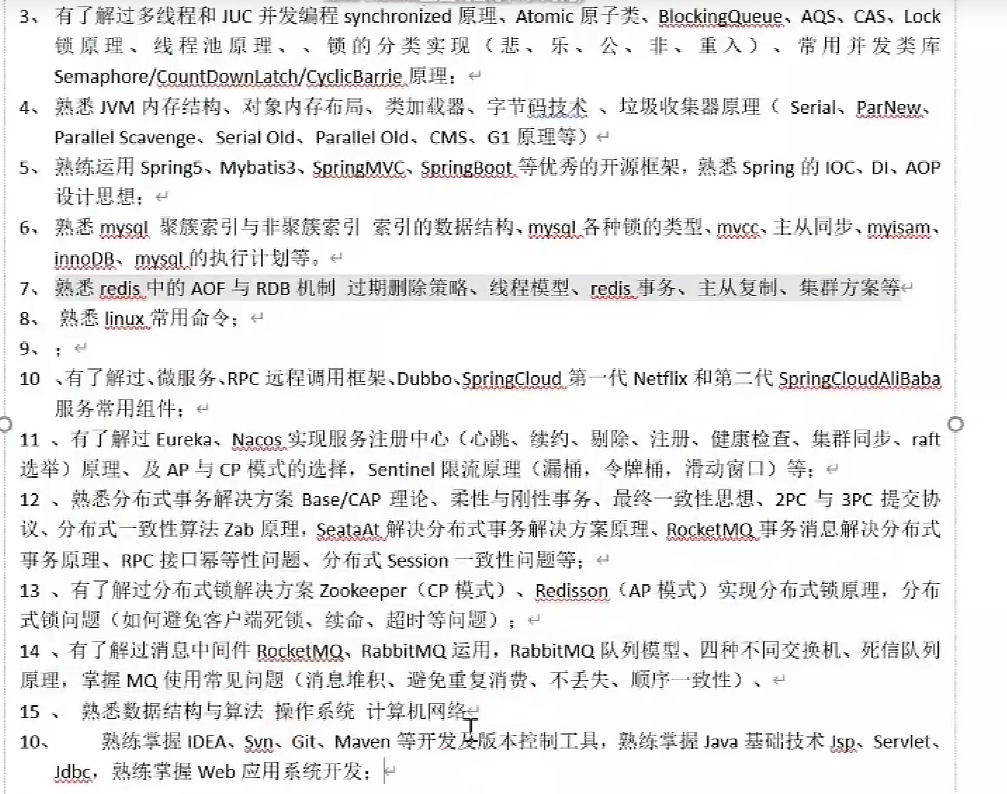 3、有了解过多线程和 JUC 并发编程 synchronized 原理、Atomic 原子类、BlockingQueue、AQS、CAS、Lock
锁原理、线程池原理、、锁的分类实现（悲、乐、公、非、重入）、常用并发类库
Semaphore/CountDownLatch/CyclicBarrie 原理；
4、熟悉 JVM 内存结构、对象内存布局、类加载器、字节码技术 、垃圾收集器原理（ Serial、ParNew、
Parallel Scavenge、Serial Old、Parallel Old、CMS、G1 原理等）
5、熟练运用 Spring5、Mybatis3、SpringMVC、SpringBoot 等优秀的开源框架，熟悉 Spring 的 IOC、DI、AOP
设计思想；
6、熟悉 mysql 聚簇索引与非聚簇索引 索引的数据结构、mysql 各种锁的类型、mvcc、主从同步、myisam、
innoDB、mysql 的执行计划等。
7、熟悉 redis 中的 AOF 与 RDB 机制 过期删除策略、线程模型、redis 事务、主从复制、集群方案等
8、 熟悉 linux 常用命令；
9、；
10 、有了解过、微服务、RPC 远程调用框架、Dubbo、SpringCloud 第一代 Netflix 和第二代 SpringCloudAliBaba
服务常用组件；
11 、有了解过 Eureka、Nacos 实现服务注册中心（心跳、续约、剔除、注册、健康检查、集群同步、raft
选举）原理、及 AP 与 CP 模式的选择，Sentinel 限流原理（漏桶，令牌桶，滑动窗口）等；
12 、熟悉分布式事务解决方案 Base/CAP 理论、柔性与刚性事务、最终一致性思想、2PC 与 3PC 提交协
议、分布式一致性算法 Zab 原理，SeataAt 解决分布式事务解决方案原理、RocketMQ 事务消息解决分布式
事务原理、RPC 接口幂等性问题、分布式 Session 一致性问题等；
13 、有了解过分布式锁解决方案 Zookeeper（CP 模式）、Redisson（AP 模式）实现分布式锁原理，分布
式锁问题（如何避免客户端死锁、续命、超时等问题）；
14 、有了解过消息中间件 RocketMQ、RabbitMQ 运用，RabbitMQ 队列模型、四种不同交换机、死信队列
原理，掌握 MQ 使用常见问题（消息堆积、避免重复消费、不丢失、顺序一致性）、
15 、 熟悉数据结构与算法 操作系统 计算机网络
10、 熟练掌握 IDEA、Svn、Git、Maven 等开发及版本控制工具，熟练掌握 Java 基础技术 Jsp、Servlet、
Jdbc，熟练掌握 Web 应用系统开发；